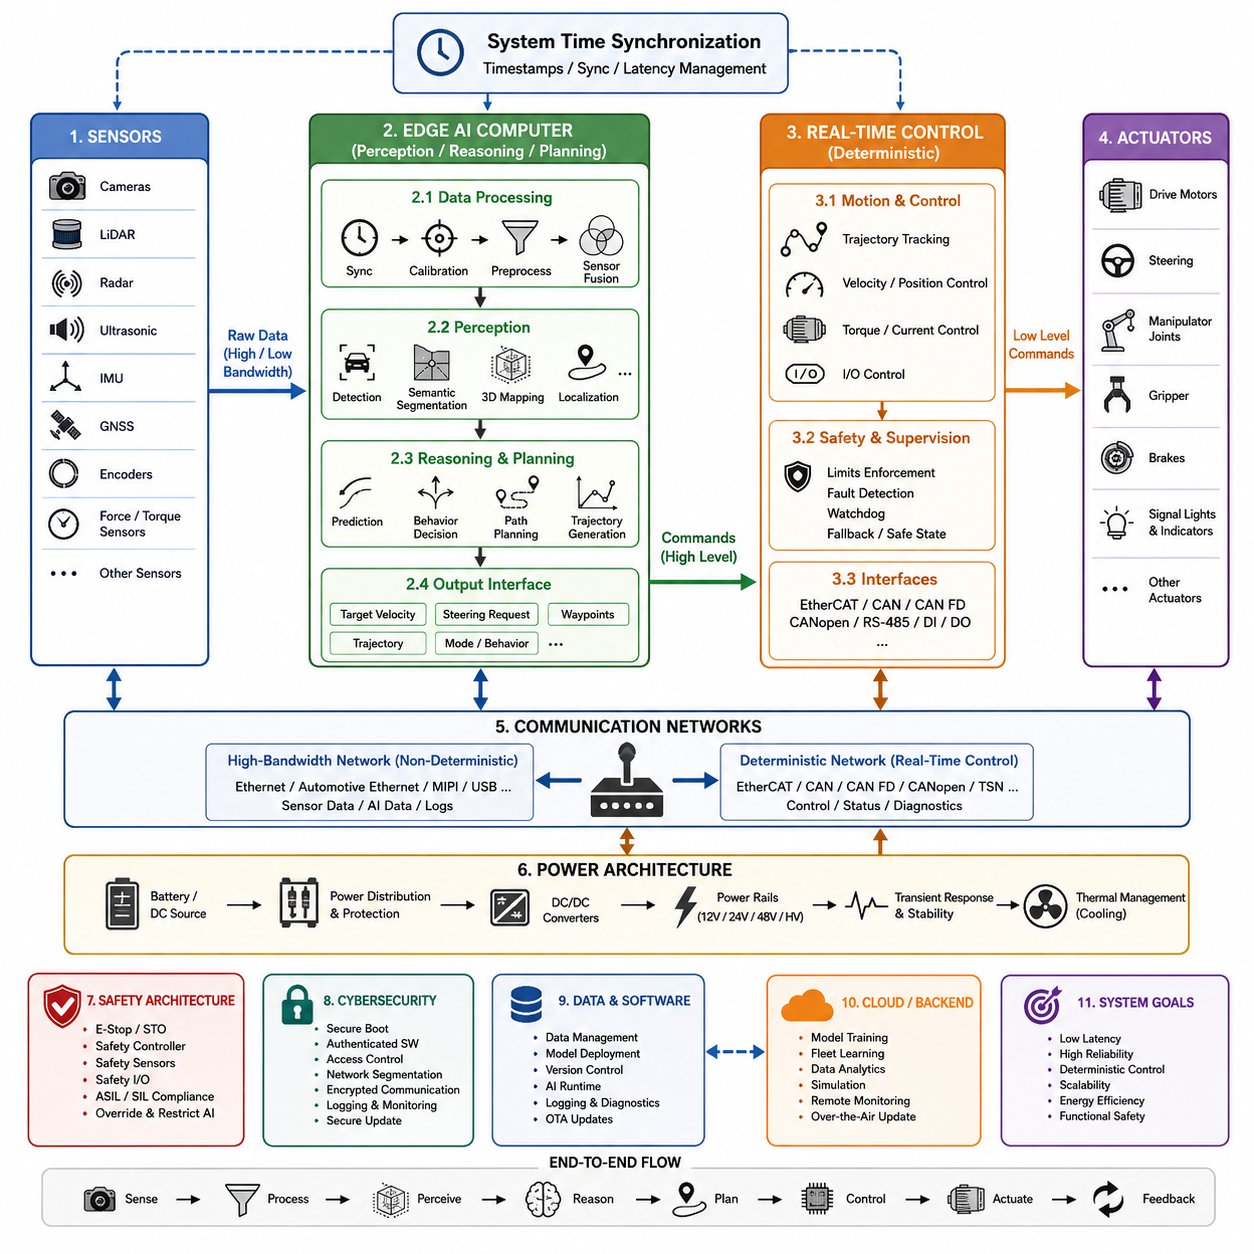 System Time Synchronization
Timestamps / Sync / Latency Management
1. SENSORS
Cameras
LiDAR
Radar
Ultrasonic
IMU
GNSS
Encoders
Force / Torque
Sensors
Other Sensors
Raw Data
(High / Low
Bandwidth)
2. EDGE AI COMPUTER
(Perception / Reasoning / Planning)
2.1 Data Processing
Sync
Calibration
Preprocess
Sensor
Fusion
2.2 Perception
Detection
Semantic
Segmentation
3D Mapping
Localization
...
2.3 Reasoning & Planning
Prediction
Behavior
Decision
Path
Planning
Trajectory
Generation
2.4 Output Interface
Target Velocity
Steering Request
Waypoints
Trajectory
Mode / Behavior
...
Commands
(High Level)
3. REAL-TIME CONTROL
(Deterministic)
3.1 Motion & Control
Trajectory Tracking
Velocity / Position Control
Torque / Current Control
I/O
I/O Control
3.2 Safety & Supervision
Limits Enforcement
Fault Detection
Watchdog
Fallback / Safe State
3.3 Interfaces
EtherCAT / CAN / CAN FD
CANopen / RS-485 / DI / DO
...
Low Level
Commands
4. ACTUATORS
Drive Motors
Steering
Manipulator
Joints
Gripper
Brakes
Signal Lights
& Indicators
Other
Actuators
5. COMMUNICATION NETWORKS
High-Bandwidth Network (Non-Deterministic)
Ethernet / Automotive Ethernet / MIPI / USB ...
Sensor Data / AI Data / Logs
Deterministic Network (Real-Time Control)
EtherCAT / CAN / CAN FD / CANopen / TSN ...
Control / Status / Diagnostics
6. POWER ARCHITECTURE
Battery /
DC Source
Power Distribution
& Protection
DC/DC
Converters
Power Rails
(12V / 24V / 48V / HV)
Transient Response
& Stability
Thermal Management
(Cooling)
7. SAFETY ARCHITECTURE
• E-Stop / STO
• Safety Controller
• Safety Sensors
• Safety I/O
• ASIL / SIL Compliance
• Override & Restrict AI
8. CYBERSECURITY
• Secure Boot
• Authenticated SW
• Access Control
• Network Segmentation
• Encrypted Communication
• Logging & Monitoring
• Secure Update
9. DATA & SOFTWARE
• Data Management
• Model Deployment
• Version Control
• AI Runtime
• Logging & Diagnostics
• OTA Updates
10. CLOUD / BACKEND
• Model Training
• Fleet Learning
• Data Analytics
• Simulation
• Remote Monitoring
• Over-the-Air Update
11. SYSTEM GOALS
• Low Latency
• High Reliability
• Deterministic Control
• Scalability
• Energy Efficiency
• Functional Safety
END-TO-END FLOW
Sense
Process
Perceive
Reason
Plan
Control
Actuate
Feedback